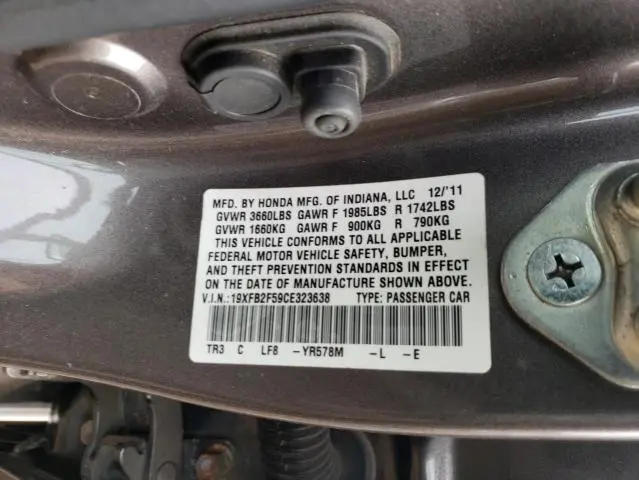 MFD. BY HONDA MFG. OF INDIANA, LLC 12/'11
GVWR 3660LBS GAWR F 1985LBS R 1742LBS
GVWR 1660KG GAWR F 900KG R 790KG
THIS VEHICLE CONFORMS TO ALL APPLICABLE
FEDERAL MOTOR VEHICLE SAFETY, BUMPER,
AND THEFT PREVENTION STANDARDS IN EFFECT
ON THE DATE OF MANUFACTURE SHOWN ABOVE.
V.I.N.:19XFB2F59CE323638 TYPE: PASSENGER CAR
TR3 C LF8 -YR578M -L -E